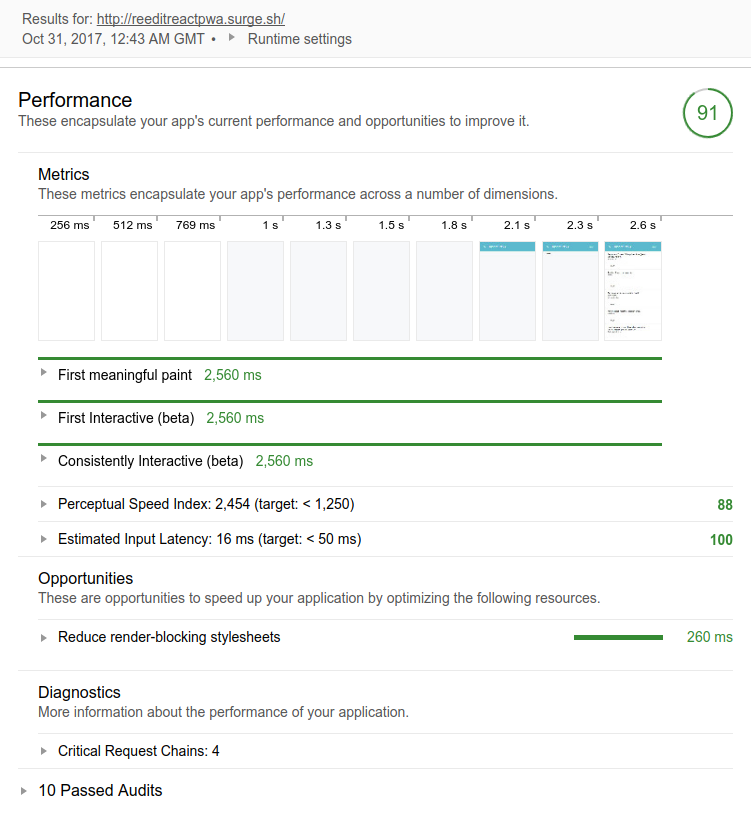 Results for: http://reeditreactpwa.surge.sh/
Oct 31, 2017, 12:43 AM GMT • Runtime settings
Performance
91
These encapsulate your app's current performance and opportunities to improve it.
Metrics
These metrics encapsulate your app's performance across a number of dimensions.
256 ms 512 ms 769 ms 1 s 1.3 s 1.5 s 1.8 s 2.1 s 2.3 s 2.6 s
First meaningful paint 2,560 ms
First Interactive (beta) 2,560 ms
Consistently Interactive (beta) 2,560 ms
Perceptual Speed Index: 2,454 (target: < 1,250) 88
Estimated Input Latency: 16 ms (target: < 50 ms) 100
Opportunities
These are opportunities to speed up your application by optimizing the following resources.
Reduce render-blocking stylesheets 260 ms
Diagnostics
More information about the performance of your application.
Critical Request Chains: 4
10 Passed Audits